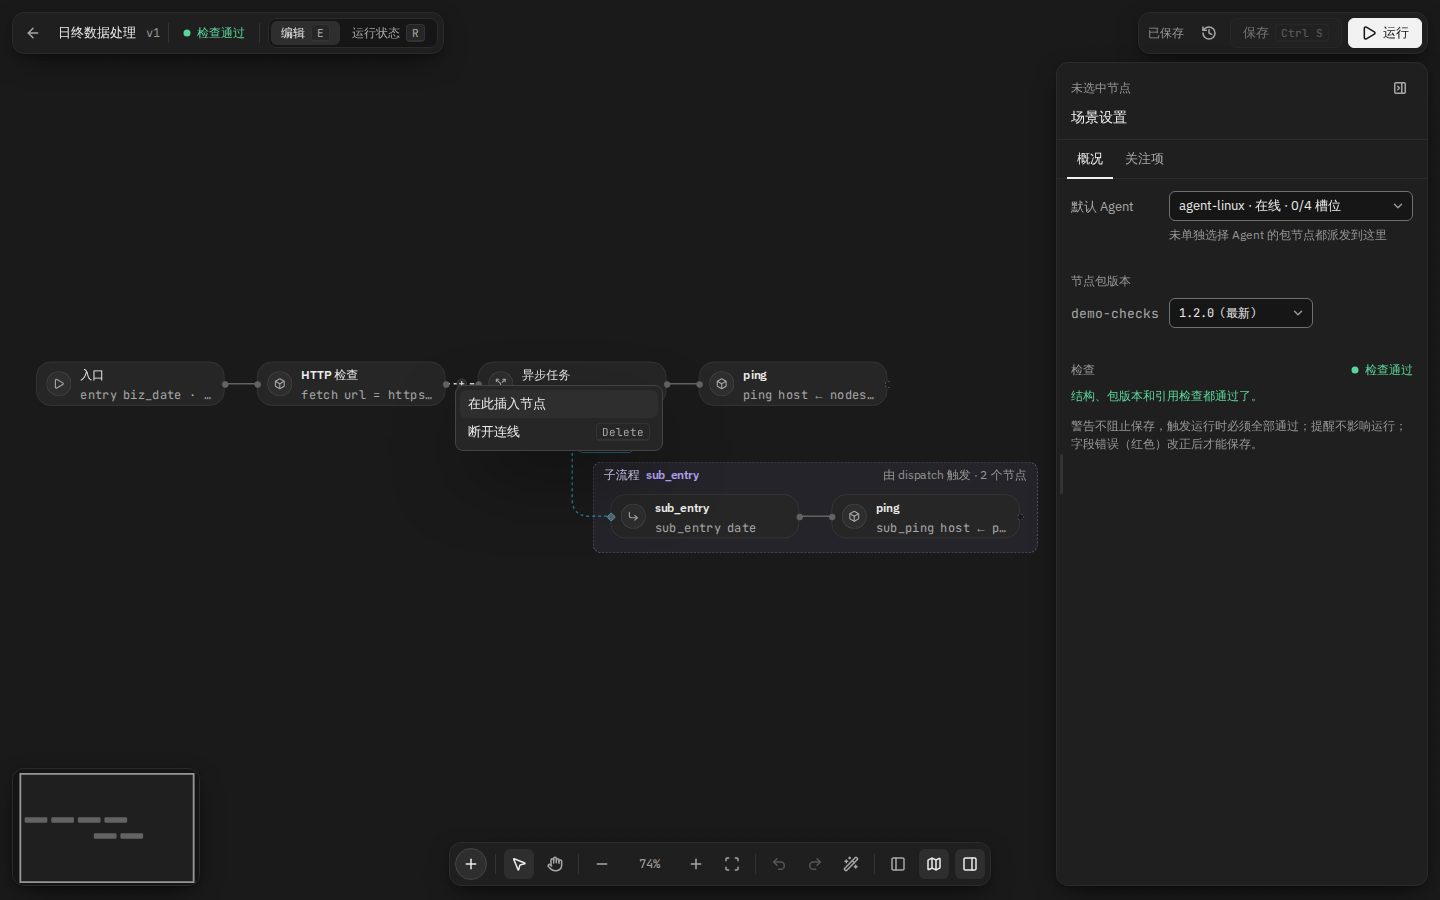 日终数据处理 v1 检查通过 编辑 E 运行状态 R 已保存 保存 Ctrl S 运行
未选中节点
场景设置
概况 关注项
默认 Agent agent-linux · 在线 · 0/4 槽位
未单独选择 Agent 的包节点都派发到这里
节点包版本
demo-checks 1.2.0 (最新)
检查 检查通过
结构、包版本和引用检查都通过了。
警告不阻止保存，触发运行时必须全部通过；提醒不影响运行；
字段错误（红色）改正后才能保存。
入口
entry biz_date · …
HTTP 检查
fetch url = https…
异步任务
ping
ping host ← nodes…
在此插入节点
断开连线 Delete
子流程 sub_entry 由 dispatch 触发 · 2 个节点
sub_entry
sub_entry date
ping
sub_ping host ← p…
74%